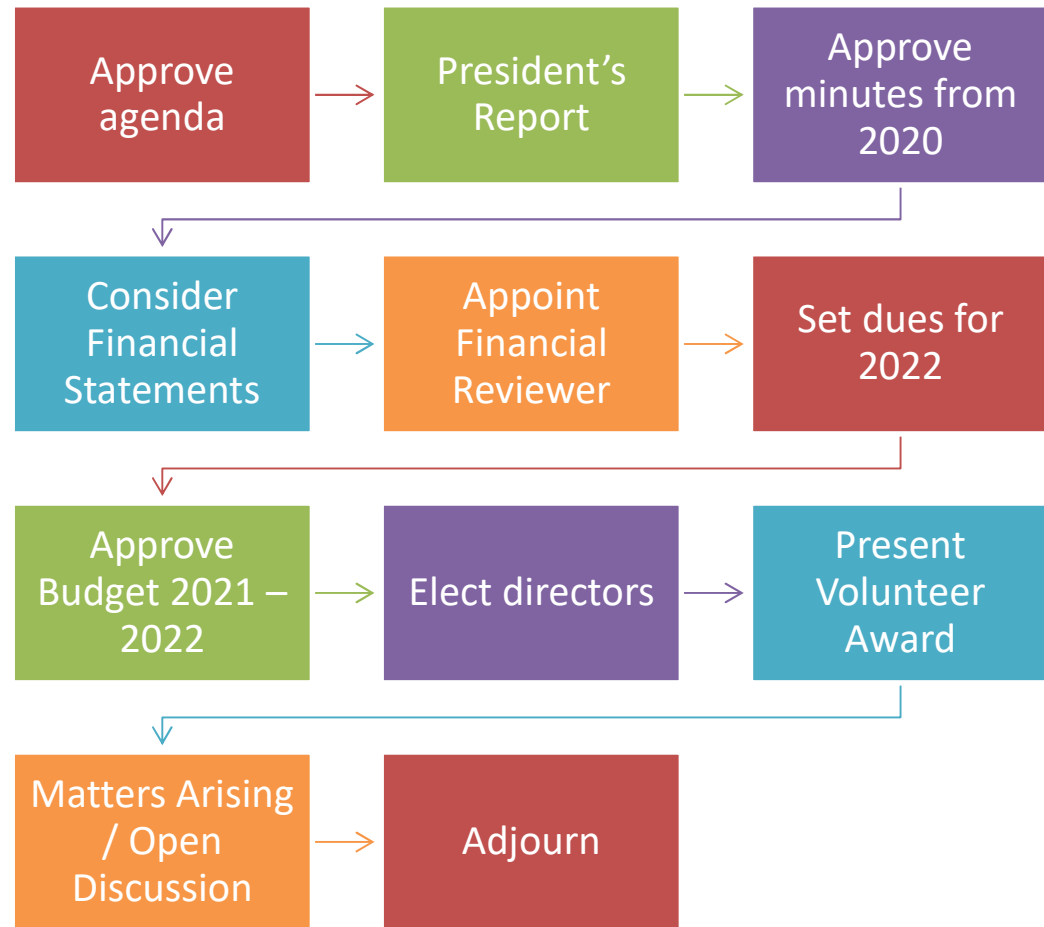 Approve
agenda
President’s
Report
Approve
minutes from
2020
Consider
Financial
Statements
Appoint
Financial
Reviewer
Set dues for
2022
Approve
Budget 2021 –
2022
Elect directors
Present
Volunteer
Award
Matters Arising
/ Open
Discussion
Adjourn